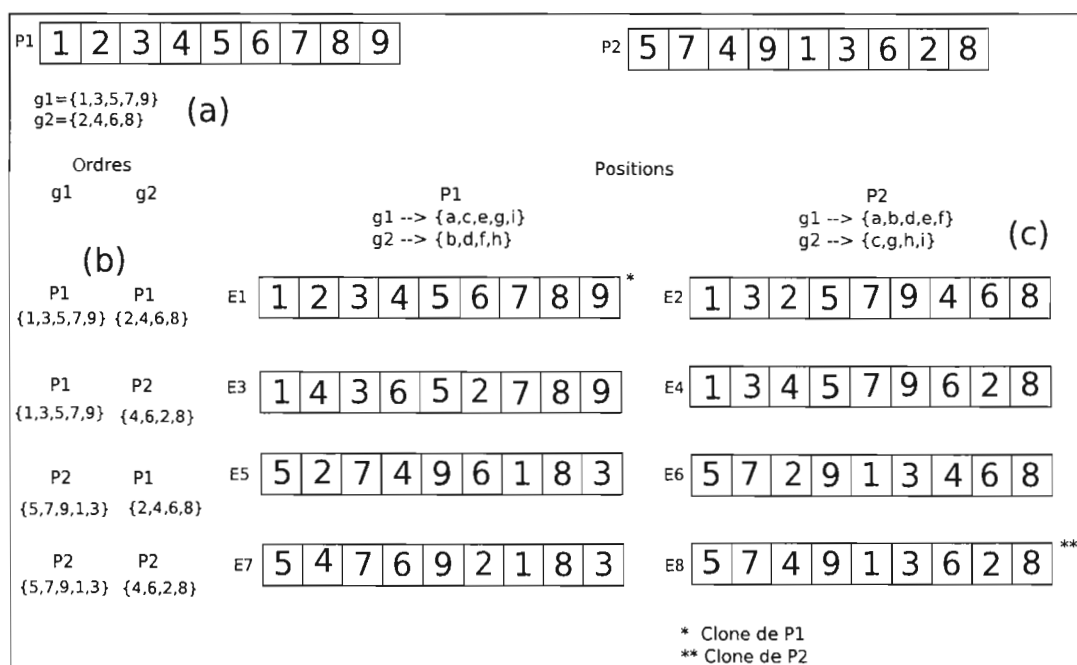 P1 1 2 3 4 5 6 7 8 9
P2 5 7 4 9 1 3 6 2 8
g1={1,3,5,7,9}
g2={2,4,6,8}
(a)
Ordres
g1 g2
Positions
P1
g1 --> {a,c,e,g,i}
g2 --> {b,d,f,h}
P2
g1 --> {a,b,d,e,f}
g2 --> {c,g,h,i}
(c)
(b)
P1 P1
{1,3,5,7,9} {2,4,6,8}
E1 1 2 3 4 5 6 7 8 9 *
E2 1 3 2 5 7 9 4 6 8
P1 P2
{1,3,5,7,9} {4,6,2,8}
E3 1 4 3 6 5 2 7 8 9
E4 1 3 4 5 7 9 6 2 8
P2 P1
{5,7,9,1,3} {2,4,6,8}
E5 5 2 7 4 9 6 1 8 3
E6 5 7 2 9 1 3 4 6 8
P2 P2
{5,7,9,1,3} {4,6,2,8}
E7 5 4 7 6 9 2 1 8 3
E8 5 7 4 9 1 3 6 2 8 **
* Clone de P1
** Clone de P2